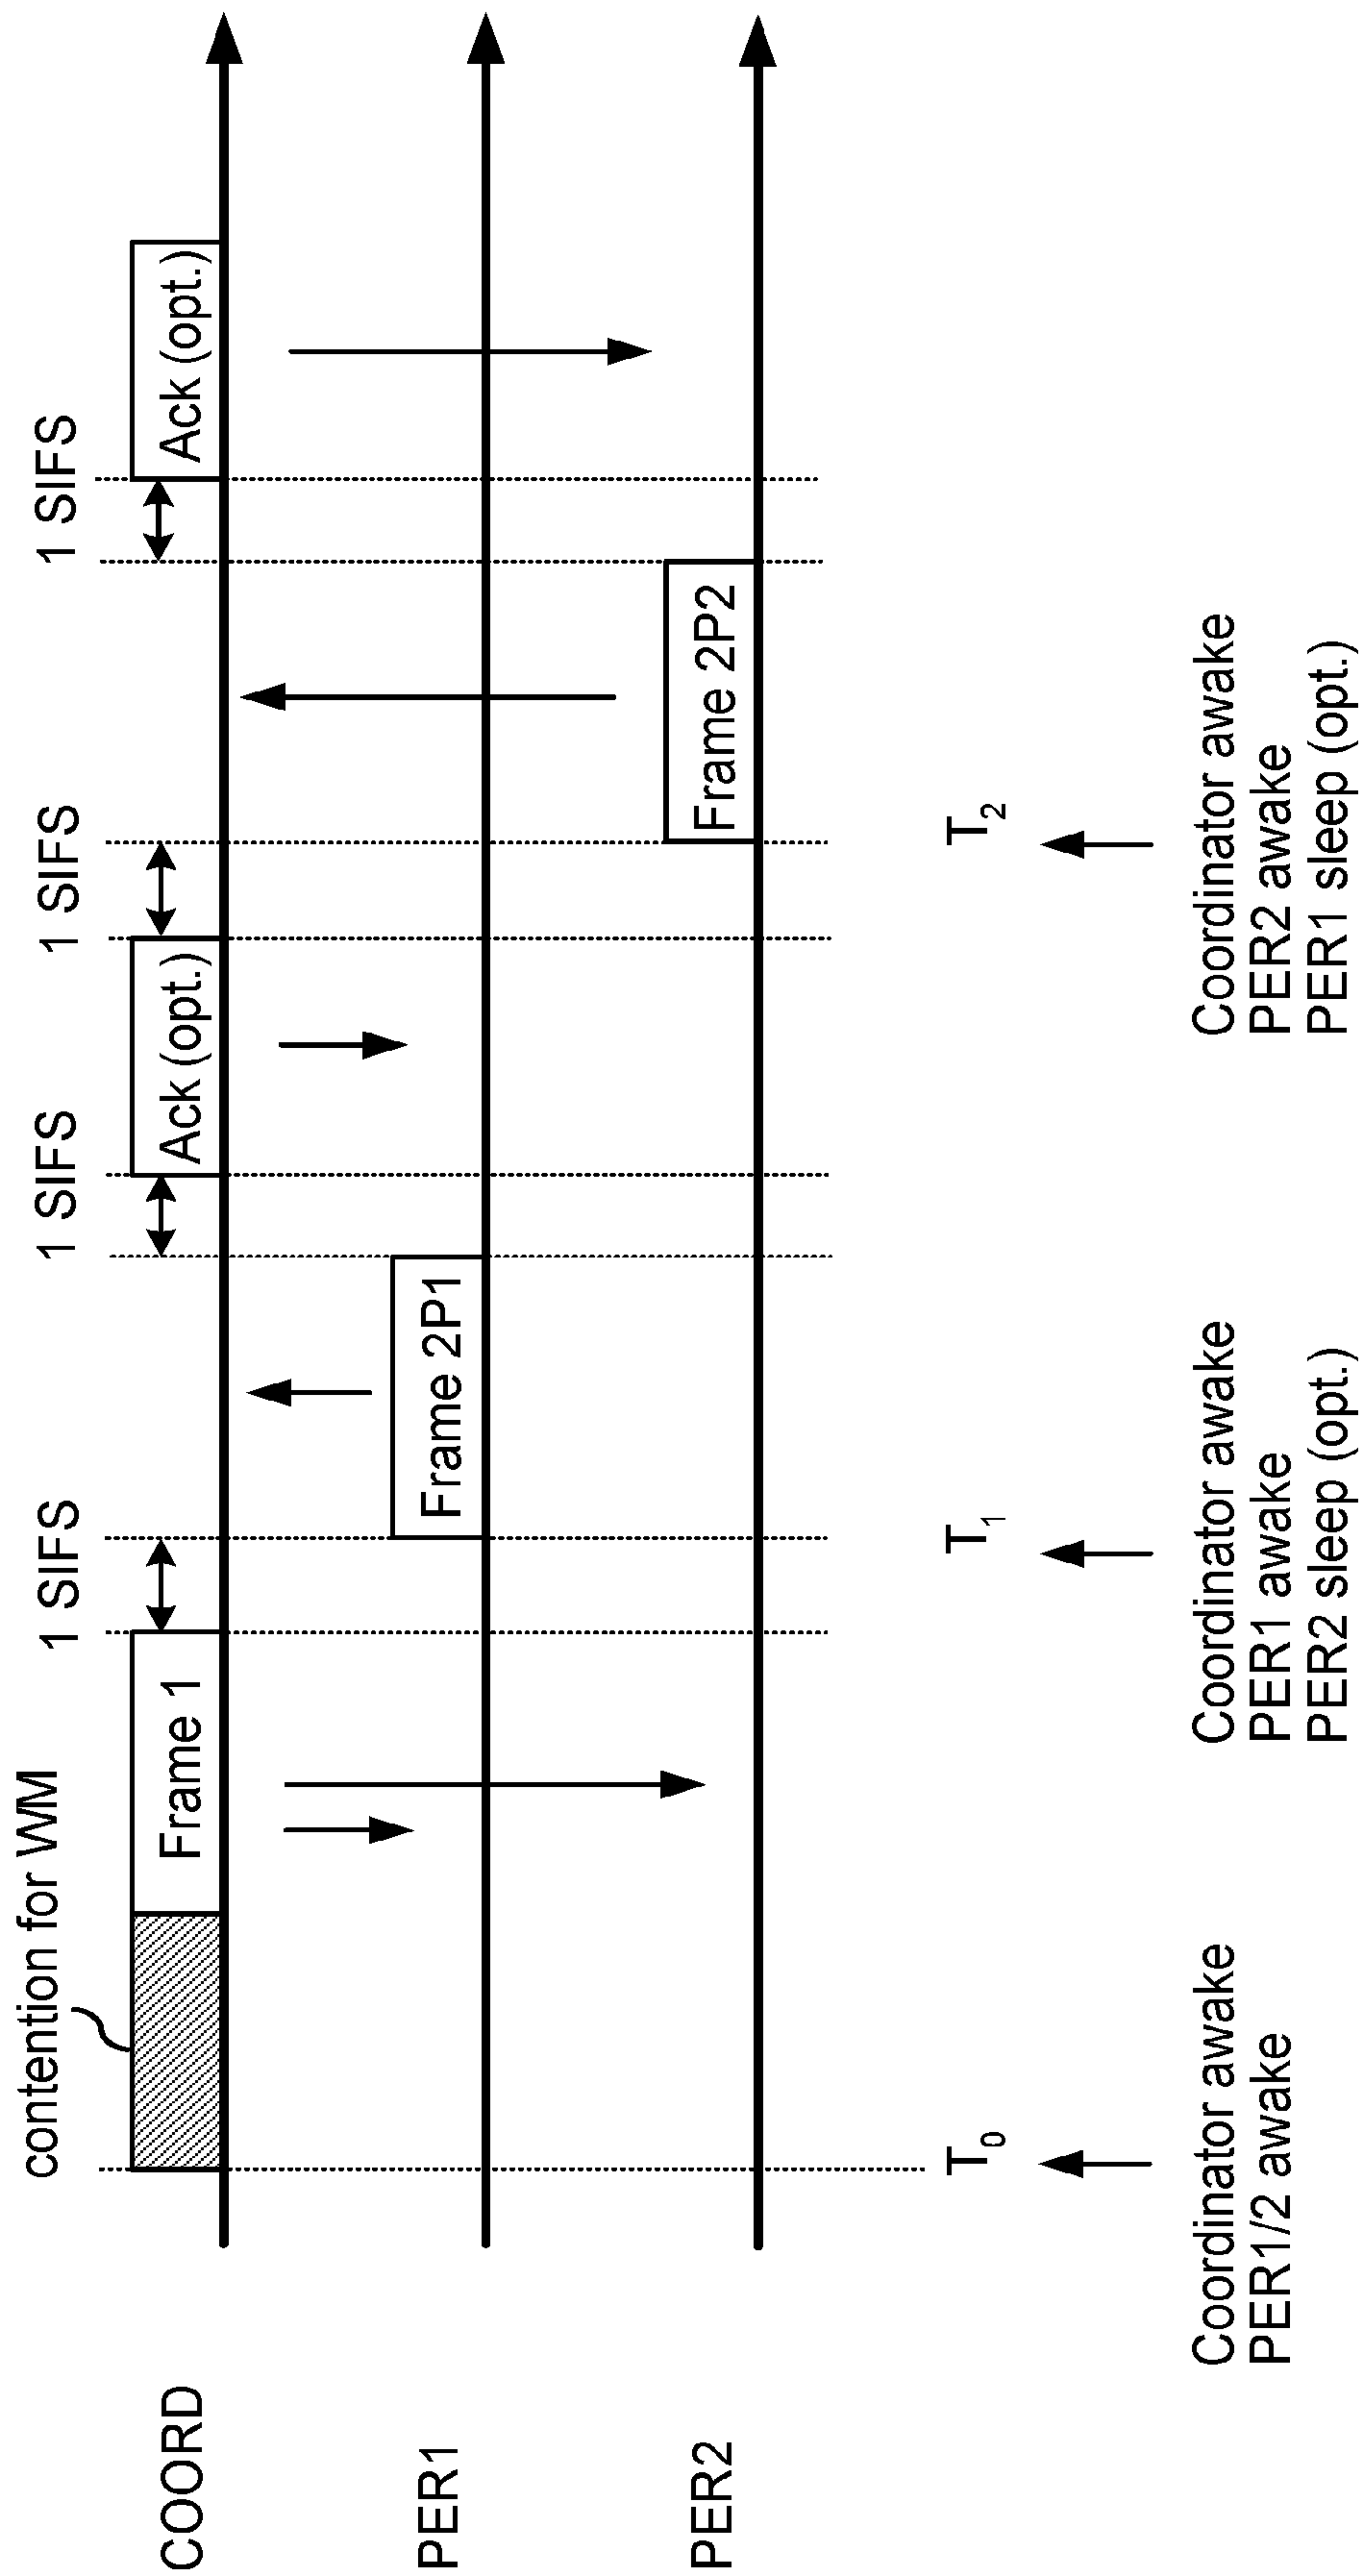 contention for WM
1 SIFS
1 SIFS
1 SIFS
1 SIFS
COORD
Frame 1
Ack (opt.)
Ack (opt.)
PER1
Frame 2P1
PER2
Frame 2P2
T0
T1
T2
Coordinator awake
PER1/2 awake
Coordinator awake
PER1 awake
PER2 sleep (opt.)
Coordinator awake
PER2 awake
PER1 sleep (opt.)